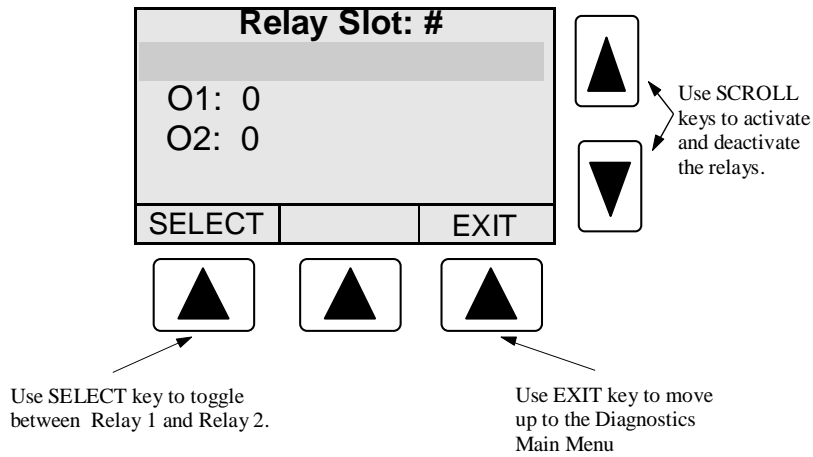 Relay Slot: #
O1: 0
O2: 0
SELECT
EXIT
Use SCROLL
keys to activate
and deactivate
the relays.
Use SELECT key to toggle
between Relay 1 and Relay 2.
Use EXIT key to move
up to the Diagnostics
Main Menu